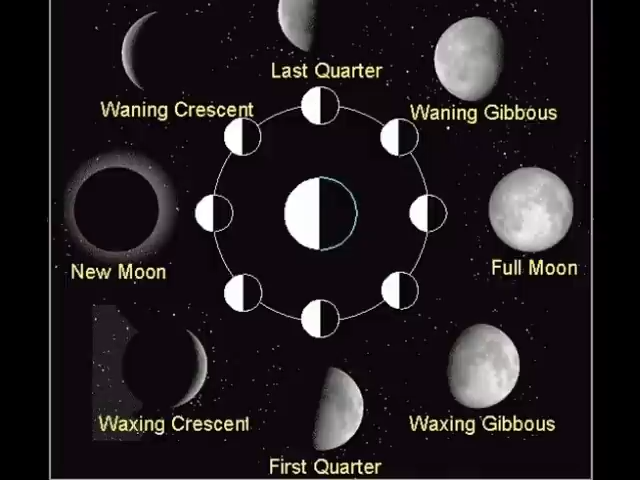 Last Quarter
Waning Crescent
Waning Gibbous
New Moon
Full Moon
Waxing Crescent
Waxing Gibbous
First Quarter